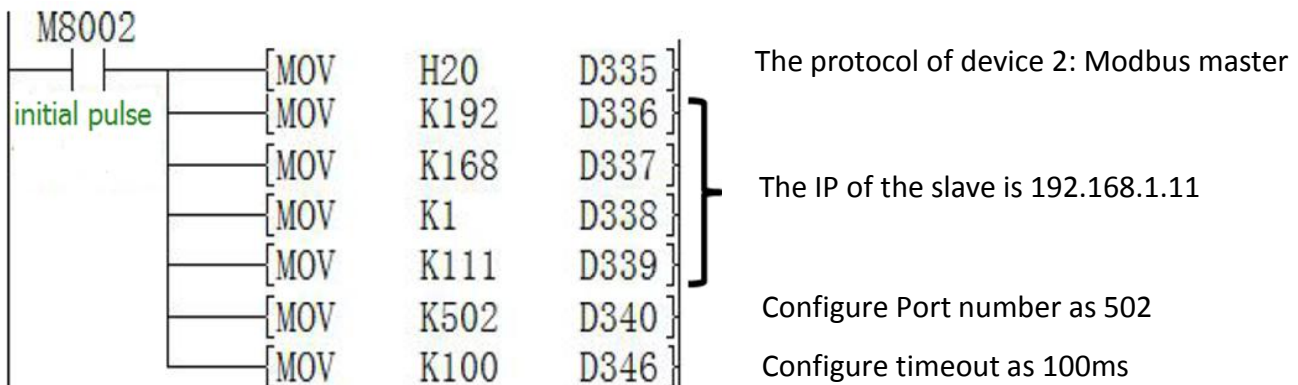 M8002
[MOV H20 D335] The protocol of device 2: Modbus master
initial pulse [MOV K192 D336]
[MOV K168 D337]
The IP of the slave is 192.168.1.11
[MOV K1 D338]
[MOV K111 D339]
[MOV K502 D340] Configure Port number as 502
[MOV K100 D346] Configure timeout as 100ms